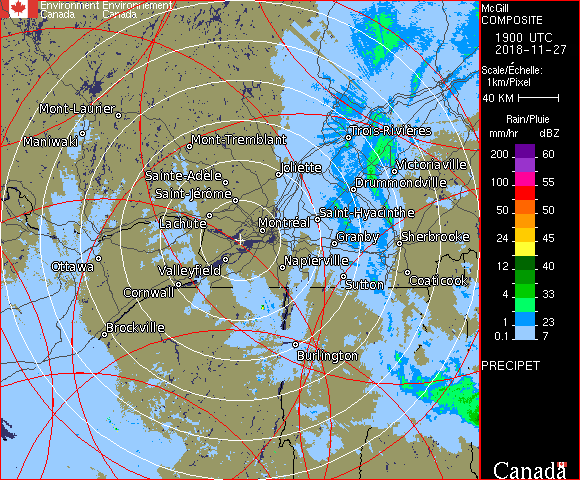 Environment Environnement
Canada Canada
McGill
COMPOSITE
1900 UTC
2018-11-27
Scale/Échelle:
1km/Pixel
40 KM
Rain/Pluie
mm/hr dBZ
200 60
100 55
50 50
24 45
12 40
4 33
1 23
0.1 7
PRECIPET
Mont-Laurier
Maniwaki
Trois-Rivières
Mont-Tremblant
Joliette
Victoriaville
Sainte-Adèle
Drummondville
Saint-Jérôme
Lachute
Saint-Hyacinthe
Montréal
Granby
Sherbrooke
Ottawa
Valleyfield
Napierville
Sutton
Coaticook
Cornwall
Brockville
Burlington
Canada